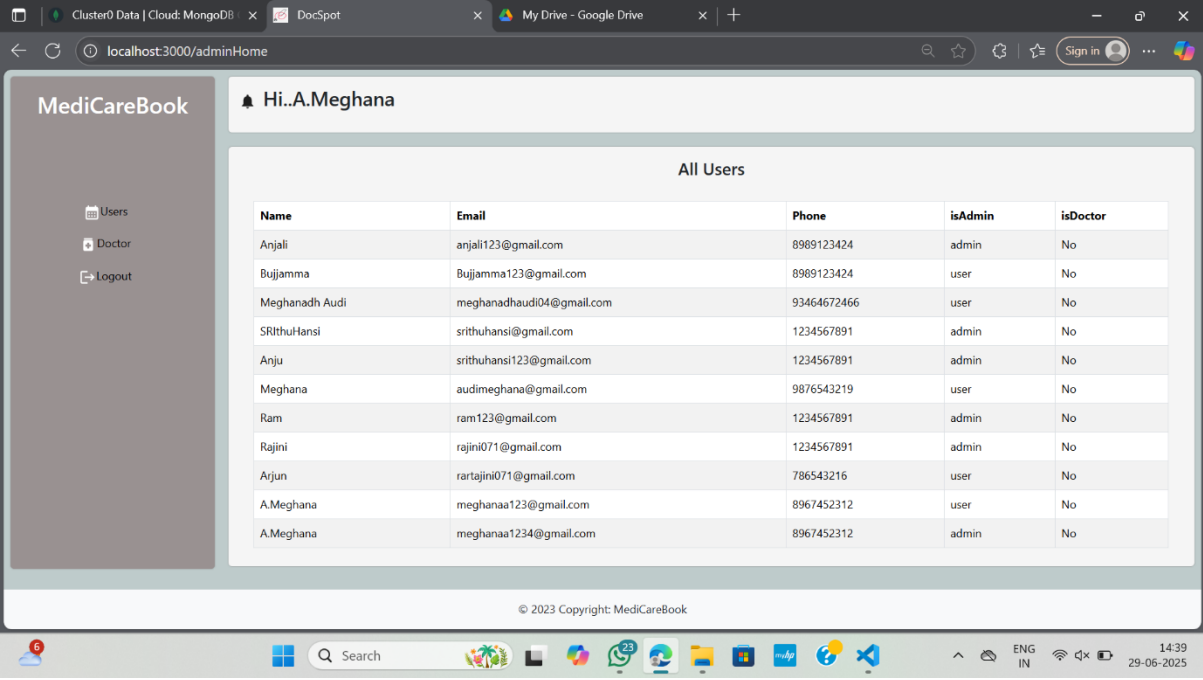 Cluster0 Data | Cloud: MongoDB C
DocSpot
My Drive - Google Drive
localhost:3000/adminHome
Sign in
MediCareBook
Users
Doctor
Logout
Hi..A.Meghana
All Users
Name Email Phone isAdmin isDoctor
Anjali anjali123@gmail.com 8989123424 admin No
Bujjamma Bujjamma123@gmail.com 8989123424 user No
Meghanadh Audi meghanadhaudi04@gmail.com 93464672466 user No
SRIthuHansi srithuhansi@gmail.com 1234567891 admin No
Anju srithuhansi123@gmail.com 1234567891 admin No
Meghana audimeghana@gmail.com 9876543219 user No
Ram ram123@gmail.com 1234567891 admin No
Rajini rajini071@gmail.com 1234567891 admin No
Arjun rartajini071@gmail.com 786543216 user No
A.Meghana meghanaa123@gmail.com 8967452312 user No
A.Meghana meghanaa1234@gmail.com 8967452312 admin No
© 2023 Copyright: MediCareBook
6
Search
23
myhp
ENG
IN
14:39
29-06-2025